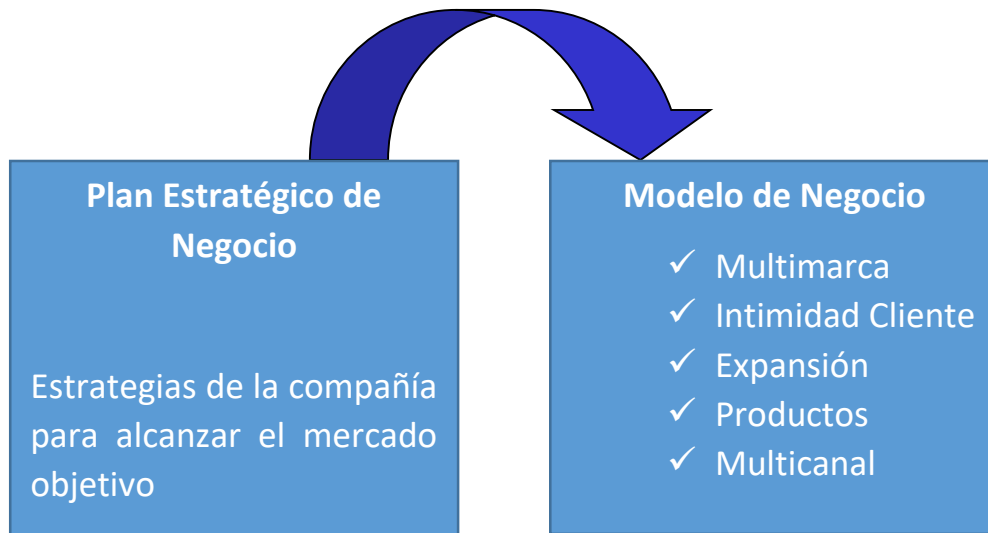 Plan Estratégico de
Negocio
Estrategias de la compañía
para alcanzar el mercado
objetivo
Modelo de Negocio
✓ Multimarca
✓ Intimidad Cliente
✓ Expansión
✓ Productos
✓ Multicanal